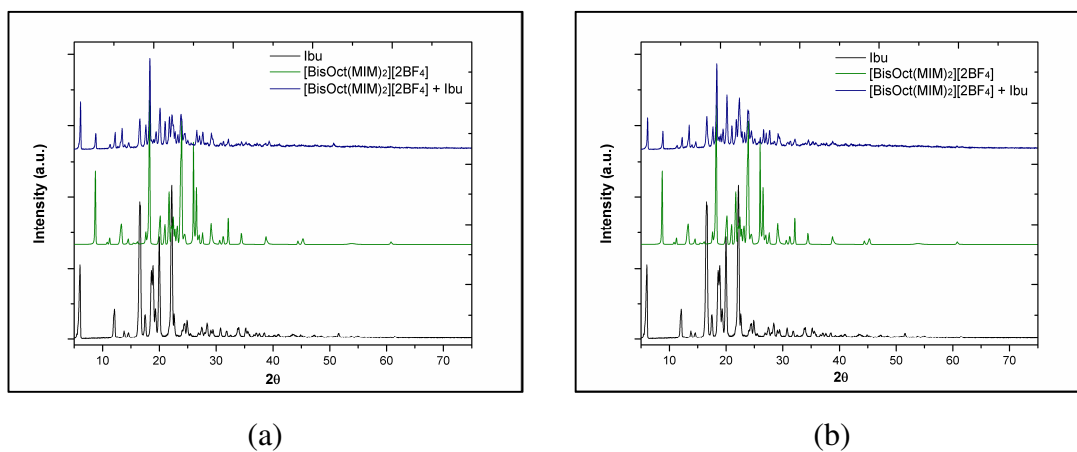 Ibu
[BisOct(MIM)₂][2BF₄]
[BisOct(MIM)₂][2BF₄] + Ibu
Intensity (a.u.)
10 20 30 40 50 60 70
2θ
(a)
Ibu
[BisOct(MIM)₂][2BF₄]
[BisOct(MIM)₂][2BF₄] + Ibu
Intensity (a.u.)
10 20 30 40 50 60 70
2θ
(b)